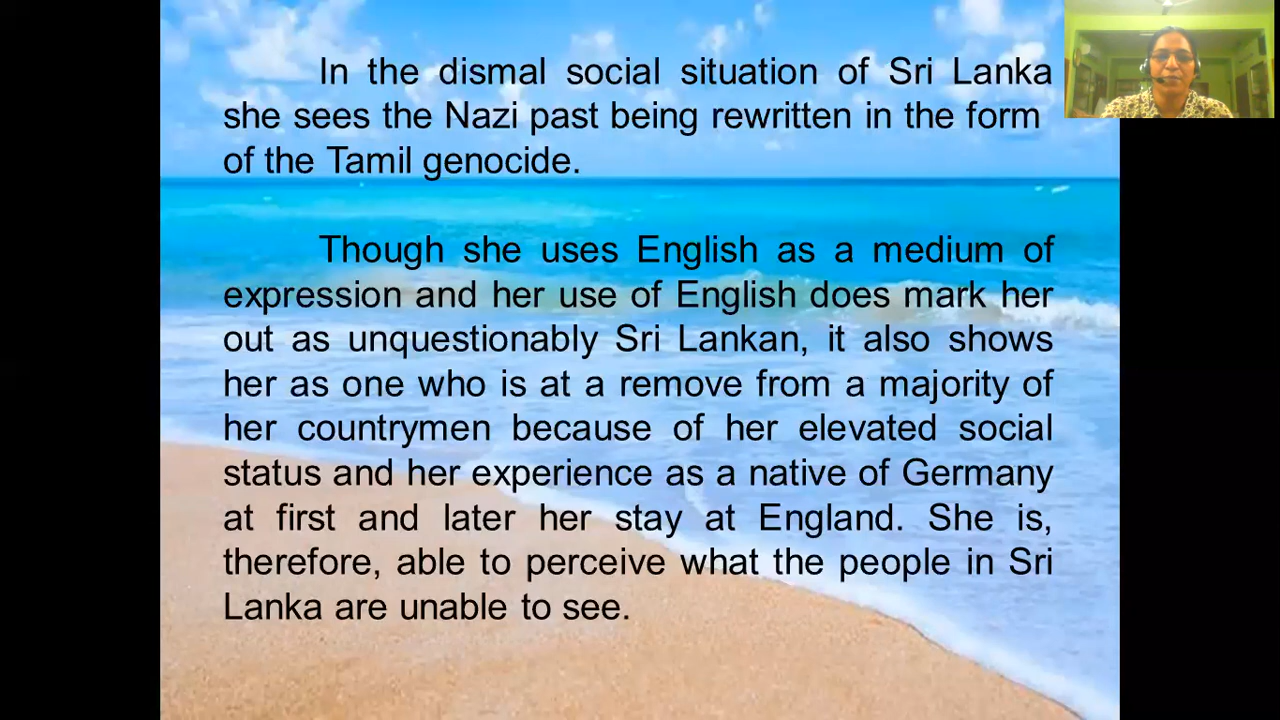 In the dismal social situation of Sri Lanka
she sees the Nazi past being rewritten in the form
of the Tamil genocide.
Though she uses English as a medium of
expression and her use of English does mark her
out as unquestionably Sri Lankan, it also shows
her as one who is at a remove from a majority of
her countrymen because of her elevated social
status and her experience as a native of Germany
at first and later her stay at England. She is,
therefore, able to perceive what the people in Sri
Lanka are unable to see.